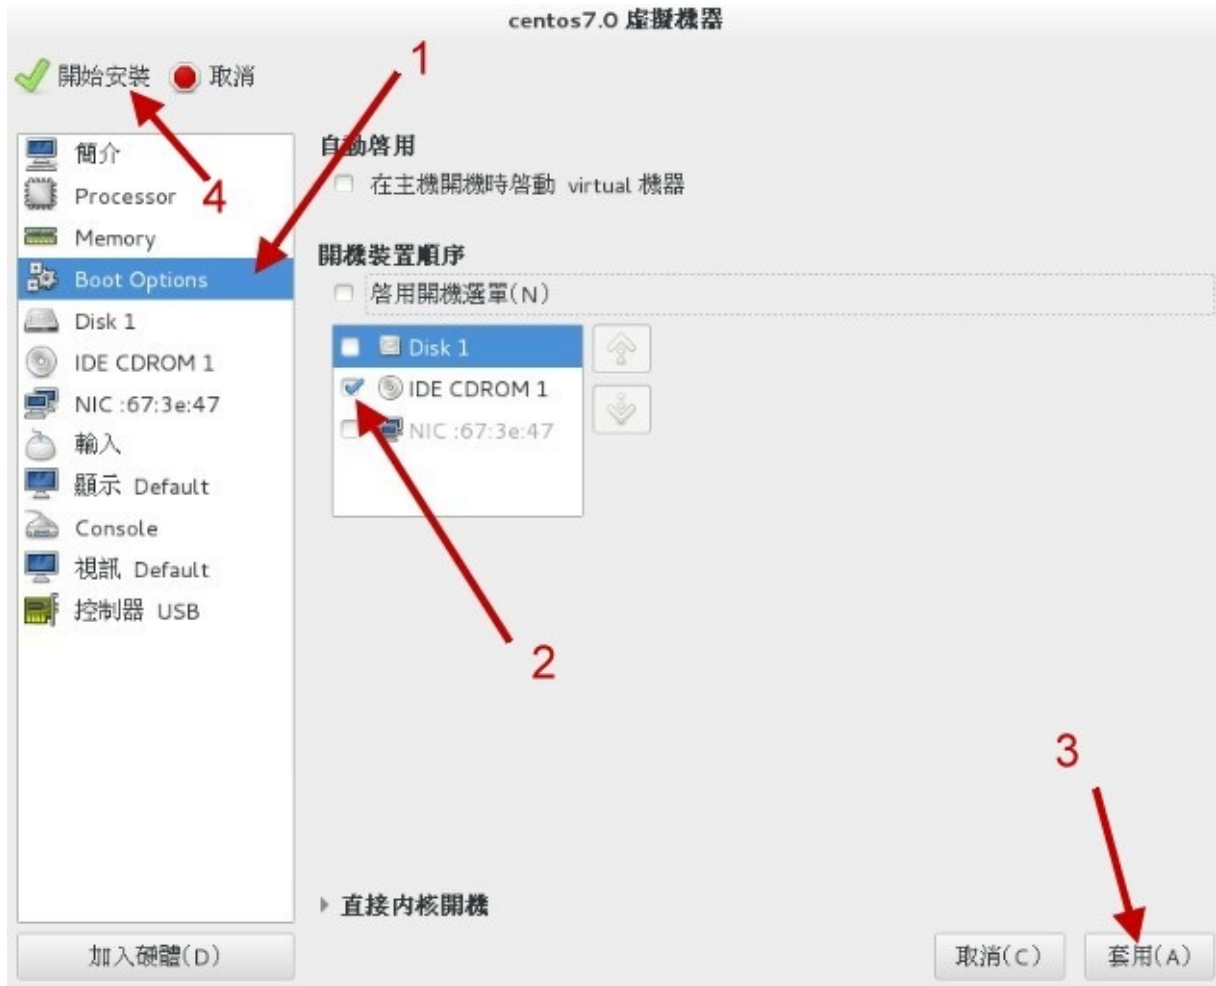 centos7.0 虛擬機器
1
開始安裝 取消
4
簡介
Processor
Memory
Boot Options
Disk 1
IDE CDROM 1
NIC :67:3e:47
輸入
顯示 Default
Console
視訊 Default
控制器 USB
加入硬體(D)
自動啓用
在主機開機時啓動 virtual 機器
開機裝置順序
啓用開機選單(N)
Disk 1
IDE CDROM 1
NIC :67:3e:47
2
3
直接內核開機
取消(C) 套用(A)